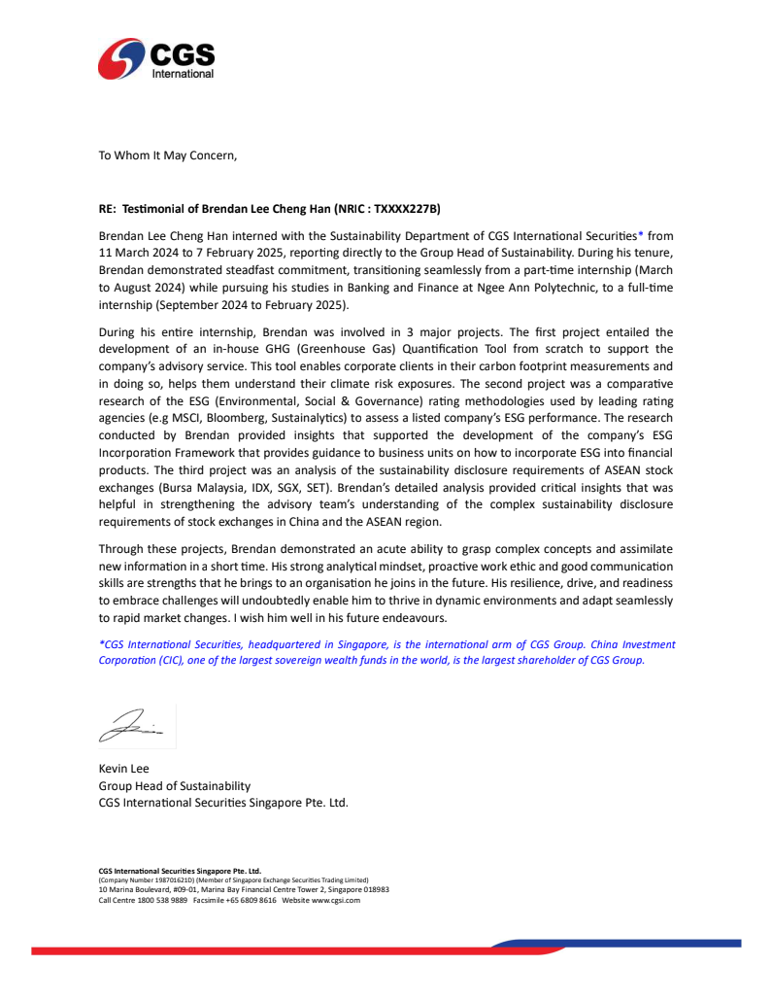 CGS
International
To Whom It May Concern,
RE: Testimonial of Brendan Lee Cheng Han (NRIC : TXXXX227B)
Brendan Lee Cheng Han interned with the Sustainability Department of CGS International Securities* from
11 March 2024 to 7 February 2025, reporting directly to the Group Head of Sustainability. During his tenure,
Brendan demonstrated steadfast commitment, transitioning seamlessly from a part-time internship (March
to August 2024) while pursuing his studies in Banking and Finance at Ngee Ann Polytechnic, to a full-time
internship (September 2024 to February 2025).
During his entire internship, Brendan was involved in 3 major projects. The first project entailed the
development of an in-house GHG (Greenhouse Gas) Quantification Tool from scratch to support the
company's advisory service. This tool enables corporate clients in their carbon footprint measurements and
in doing so, helps them understand their climate risk exposures. The second project was a comparative
research of the ESG (Environmental, Social & Governance) rating methodologies used by leading rating
agencies (e.g MSCI, Bloomberg, Sustainalytics) to assess a listed company's ESG performance. The research
conducted by Brendan provided insights that supported the development of the company's ESG
Incorporation Framework that provides guidance to business units on how to incorporate ESG into financial
products. The third project was an analysis of the sustainability disclosure requirements of ASEAN stock
exchanges (Bursa Malaysia, IDX, SGX, SET). Brendan's detailed analysis provided critical insights that was
helpful in strengthening the advisory team's understanding of the complex sustainability disclosure
requirements of stock exchanges in China and the ASEAN region.
Through these projects, Brendan demonstrated an acute ability to grasp complex concepts and assimilate
new information in a short time. His strong analytical mindset, proactive work ethic and good communication
skills are strengths that he brings to an organisation he joins in the future. His resilience, drive, and readiness
to embrace challenges will undoubtedly enable him to thrive in dynamic environments and adapt seamlessly
to rapid market changes. I wish him well in his future endeavours.
*CGS International Securities, headquartered in Singapore, is the international arm of CGS Group. China Investment
Corporation (CIC), one of the largest sovereign wealth funds in the world, is the largest shareholder of CGS Group.
Kevin Lee
Group Head of Sustainability
CGS International Securities Singapore Pte. Ltd.
CGS International Securities Singapore Pte. Ltd.
(Company Number 198701621D) (Member of Singapore Exchange Securities Trading Limited)
10 Marina Boulevard, #09-01, Marina Bay Financial Centre Tower 2, Singapore 018983
Call Centre 1800 538 9889 Facsimile +65 6809 8616 Website www.cgsi.com